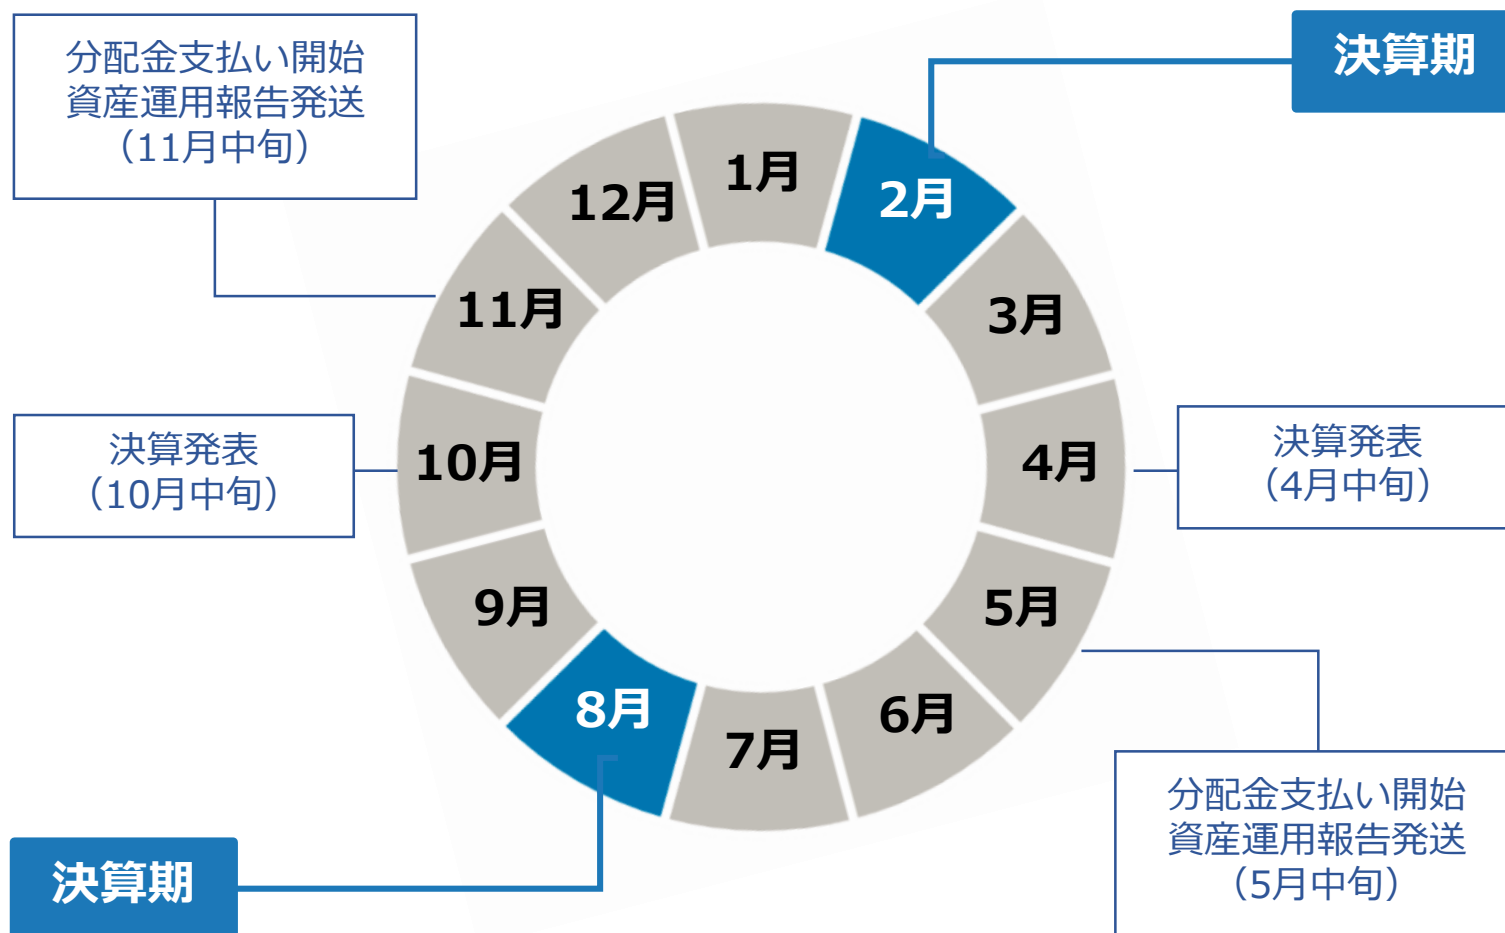 分配金支払い開始
資産運用報告発送
（11月中旬）
決算期
1月
2月
3月
4月
5月
6月
7月
8月
9月
10月
11月
12月
決算発表
（10月中旬）
決算発表
（4月中旬）
決算期
分配金支払い開始
資産運用報告発送
（5月中旬）